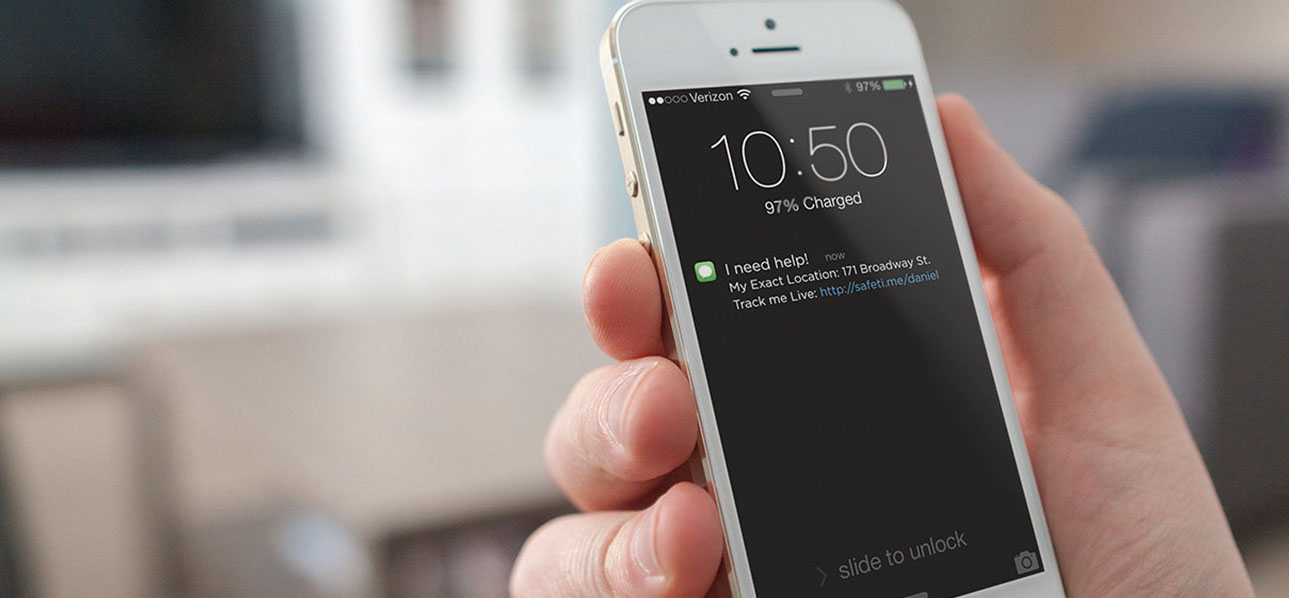 Verizon 97%
10:50
97% Charged
I need help! now
My Exact Location: 171 Broadway St.
Track me Live: http://safeti.me/daniel
slide to unlock